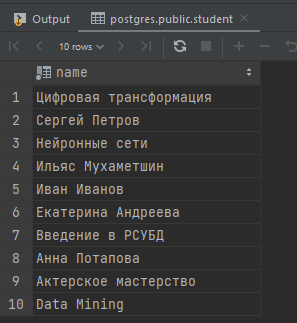 Output
postgres.public.student
10 rows
name
1 Цифровая трансформация
2 Сергей Петров
3 Нейронные сети
4 Ильяс Мухаметшин
5 Иван Иванов
6 Екатерина Андреева
7 Введение в РСУБД
8 Анна Потапова
9 Актерское мастерство
10 Data Mining